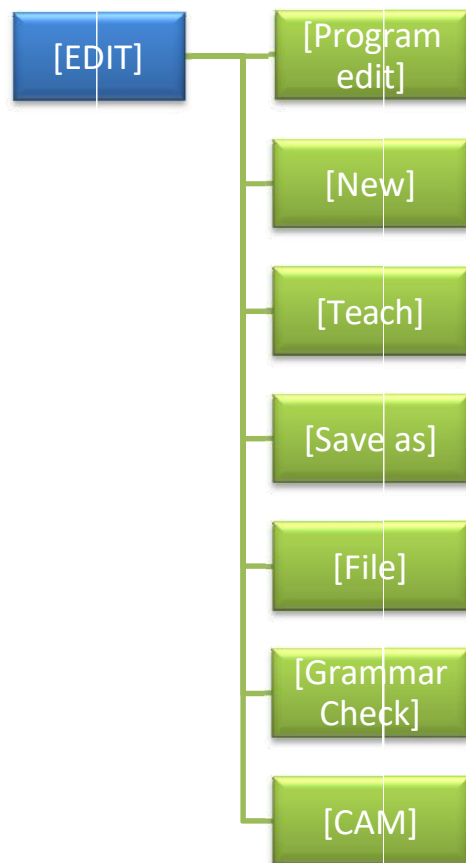 [EDIT]
[Program
edit]
[New]
[Teach]
[Save as]
[File]
[Grammar
Check]
[CAM]